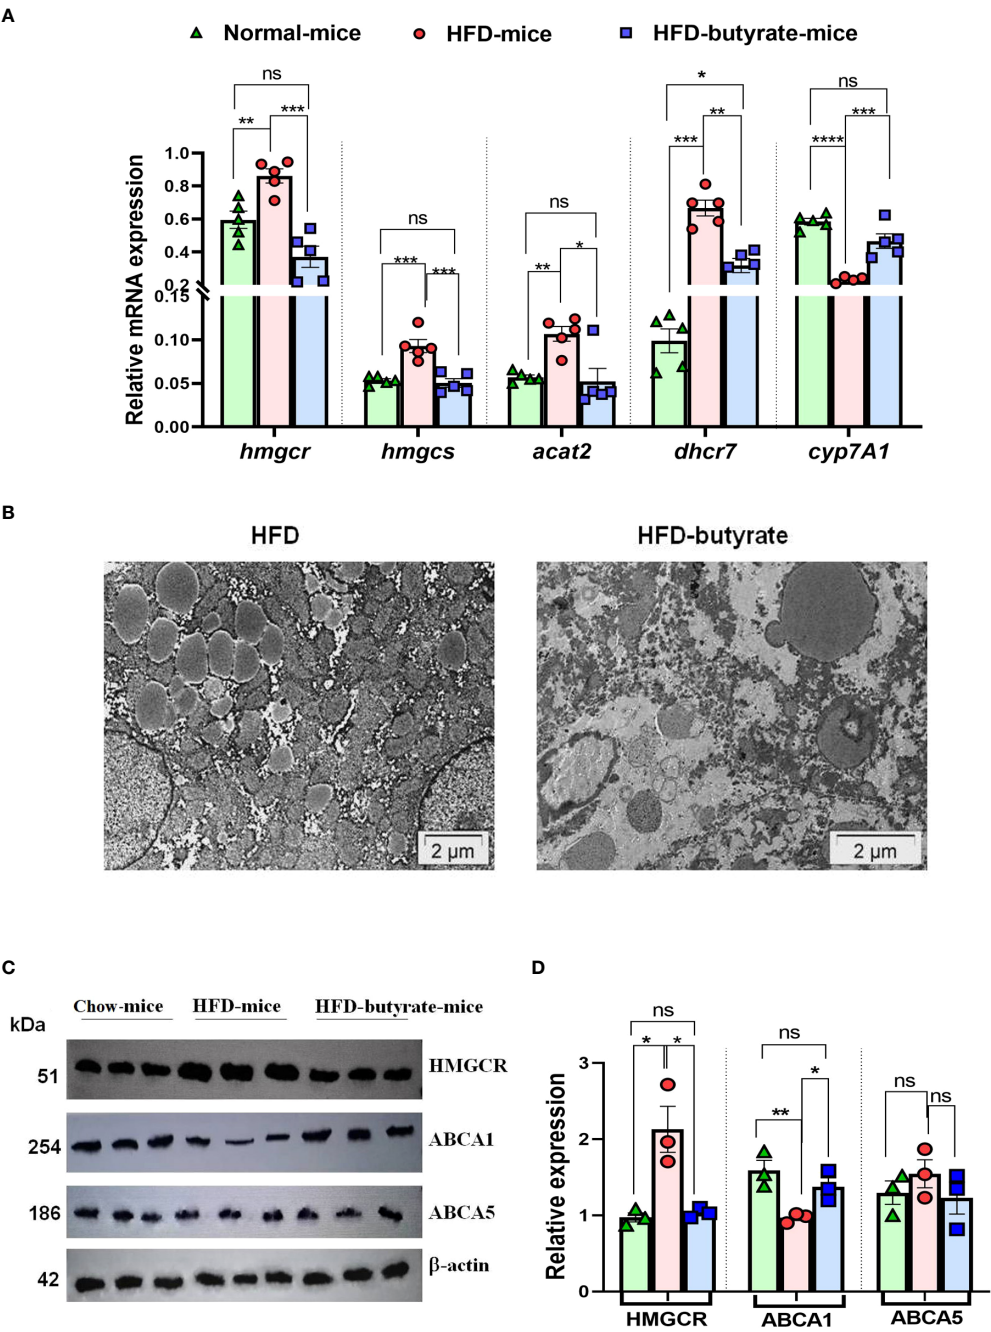 A
Normal-mice HFD-mice HFD-butyrate-mice
ns ** ***
ns *** ***
ns ** *
* *** **
ns **** ***
Relative mRNA expression
1.0
0.8
0.6
0.4
0.2
0.15
0.10
0.05
0.00
hmgcr hmgcs acat2 dhcr7 cyp7A1
B
HFD HFD-butyrate
2 µm 2 µm
C
Chow-mice HFD-mice HFD-butyrate-mice
kDa
51 HMGCR
254 ABCA1
186 ABCA5
42 β-actin
D
ns * *
ns ** *
ns ns
Relative expression
3
2
1
0
HMGCR ABCA1 ABCA5